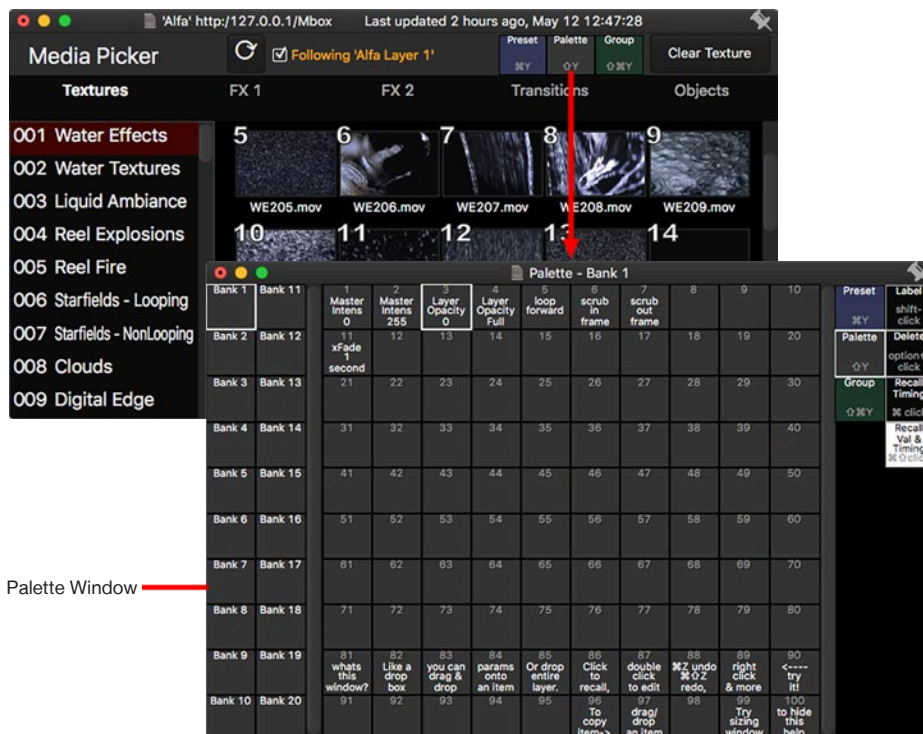 'Alfa' http:/127.0.0.1/Mbox Last updated 2 hours ago, May 12 12:47:28
Media Picker
Following 'Alfa Layer 1'
Preset Palette Group
⌘Y ⇧Y ⇧⌘Y
Clear Texture
Textures FX 1 FX 2 Transitions Objects
001 Water Effects
002 Water Textures
003 Liquid Ambiance
004 Reel Explosions
005 Reel Fire
006 Starfields - Looping
007 Starfields - NonLooping
008 Clouds
009 Digital Edge
5 6 7 8 9
WE205.mov WE206.mov WE207.mov WE208.mov WE209.mov
10 11 12 13 14
Palette - Bank 1
Bank 1 Bank 11
Bank 2 Bank 12
Bank 3 Bank 13
Bank 4 Bank 14
Bank 5 Bank 15
Bank 6 Bank 16
Bank 7 Bank 17
Bank 8 Bank 18
Bank 9 Bank 19
Bank 10 Bank 20
1 2 3 4 5 6 7 8 9 10
Master Master Layer Layer loop scrub scrub
Intens Intens Opacity Opacity forward in out
0 255 0 Full frame frame
11 12 13 14 15 16 17 18 19 20
xFade
1
second
21 22 23 24 25 26 27 28 29 30
31 32 33 34 35 36 37 38 39 40
41 42 43 44 45 46 47 48 49 50
51 52 53 54 55 56 57 58 59 60
61 62 63 64 65 66 67 68 69 70
71 72 73 74 75 76 77 78 79 80
81 82 83 84 85 86 87 88 89 90
whats Like a you can params Or drop Click double ⌘Z undo right <----
this drop drag & onto entire to click ⌘⇧Z click try
window? box drop an item layer. recall, to edit redo, & more it!
91 92 93 94 95 96 97 98 99 100
To drag/ Try to hide
copy drop sizing this
item-> an item window help
Preset Label
⌘Y shift-
click
Palette Delete
⇧Y option
click
Group Recall
Timing
⇧⌘Y ⌘ click
Recall
Val &
Timing
⌘⇧clic
Palette Window